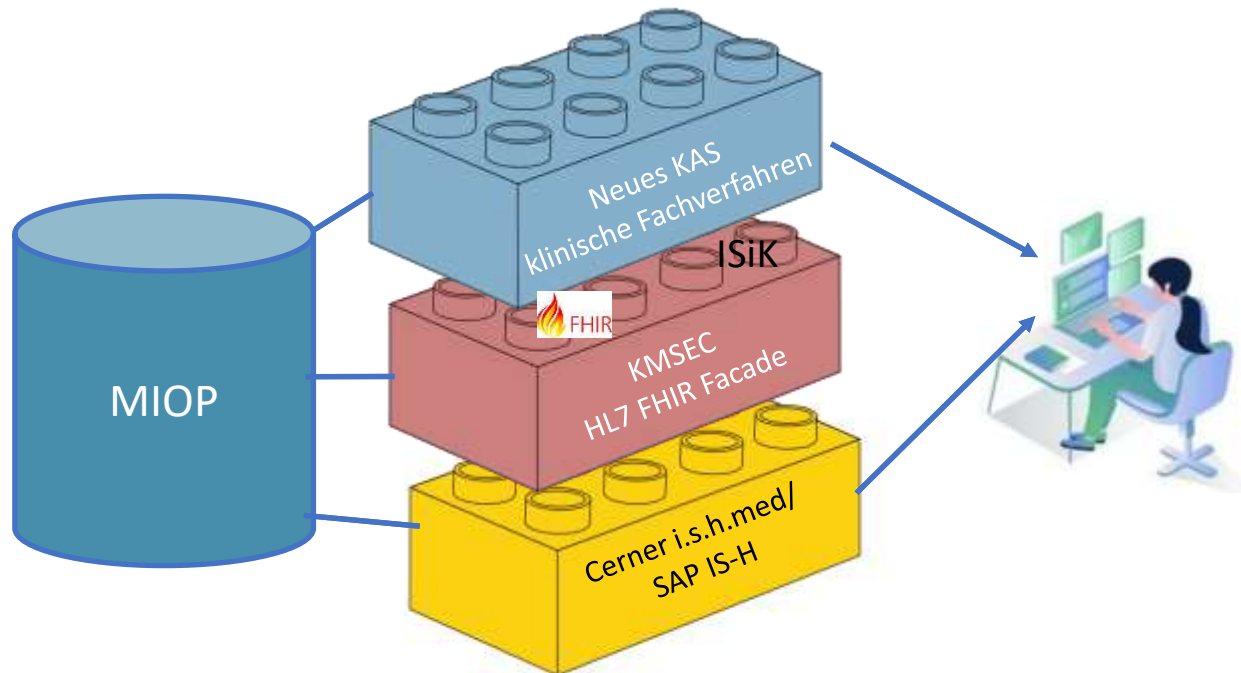 Neues KAS
klinische Fachverfahren
ISiK
FHIR
KMSEC
HL7 FHIR Facade
MIOP
Cerner i.s.h.med/
SAP IS-H